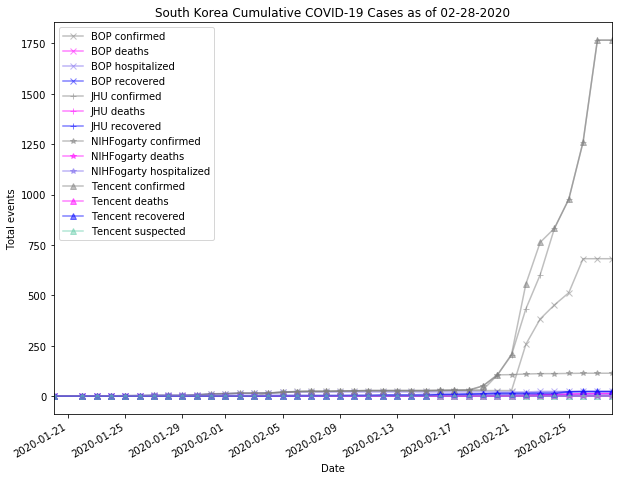 South Korea Cumulative COVID-19 Cases as of 02-28-2020
BOP confirmed
BOP deaths
BOP hospitalized
BOP recovered
JHU confirmed
JHU deaths
JHU recovered
NIHFogarty confirmed
NIHFogarty deaths
NIHFogarty hospitalized
Tencent confirmed
Tencent deaths
Tencent recovered
Tencent suspected
Total events
1750
1500
1250
1000
750
500
250
0
2020-01-21
2020-01-25
2020-01-29
2020-02-01
2020-02-05
2020-02-09
2020-02-13
2020-02-17
2020-02-21
2020-02-25
Date